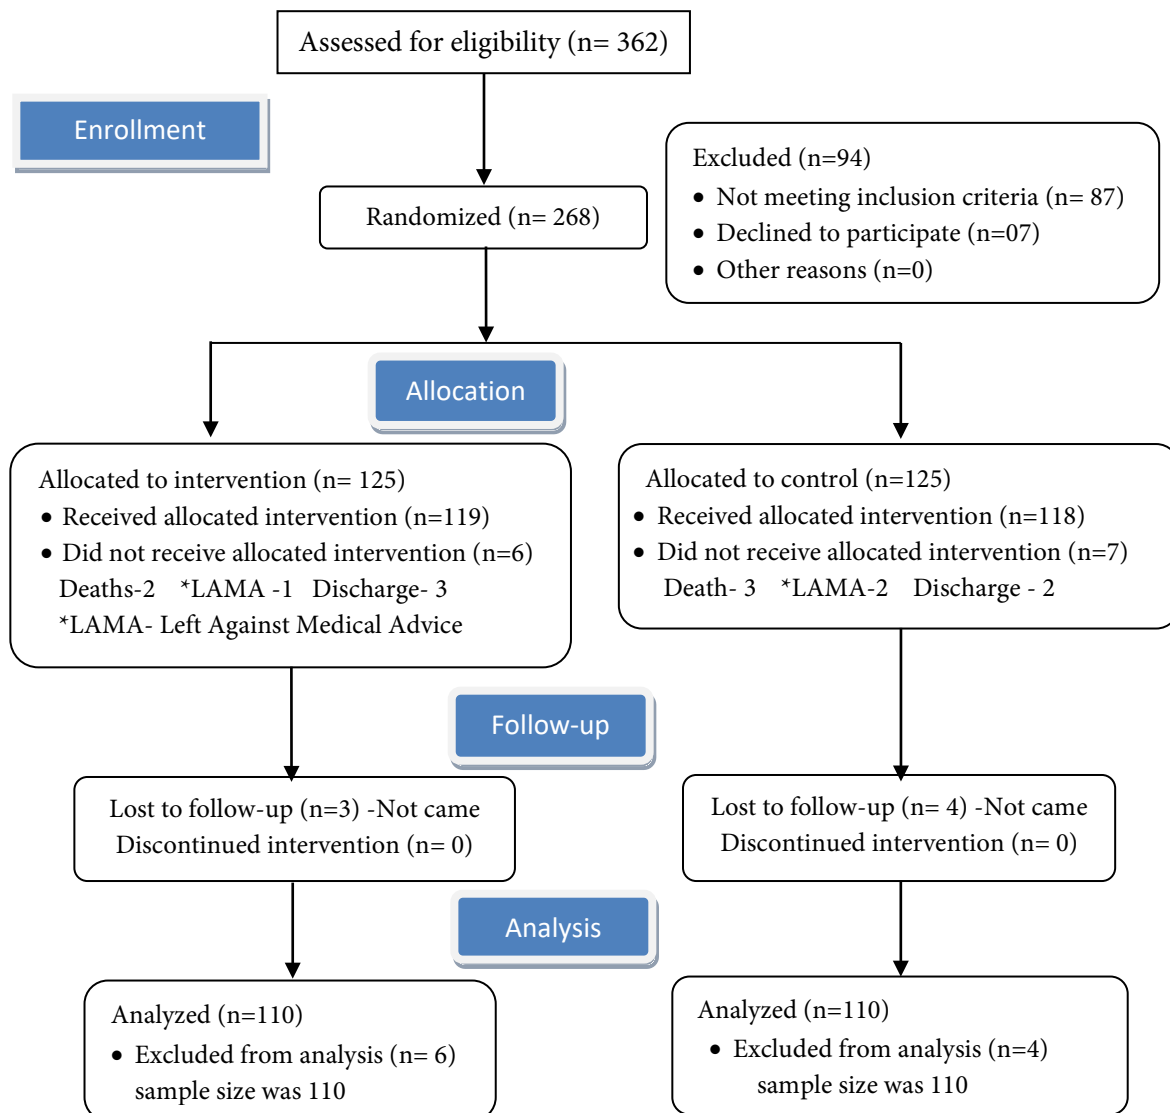 Assessed for eligibility (n= 362)
Enrollment
Excluded (n=94)
• Not meeting inclusion criteria (n= 87)
• Declined to participate (n=07)
• Other reasons (n=0)
Randomized (n= 268)
Allocation
Allocated to intervention (n= 125)
• Received allocated intervention (n=119)
• Did not receive allocated intervention (n=6)
Deaths-2 *LAMA -1 Discharge- 3
*LAMA- Left Against Medical Advice
Allocated to control (n=125)
• Received allocated intervention (n=118)
• Did not receive allocated intervention (n=7)
Death- 3 *LAMA-2 Discharge - 2
Follow-up
Lost to follow-up (n=3) -Not came
Discontinued intervention (n= 0)
Lost to follow-up (n= 4) -Not came
Discontinued intervention (n= 0)
Analysis
Analyzed (n=110)
• Excluded from analysis (n= 6)
sample size was 110
Analyzed (n=110)
• Excluded from analysis (n=4)
sample size was 110